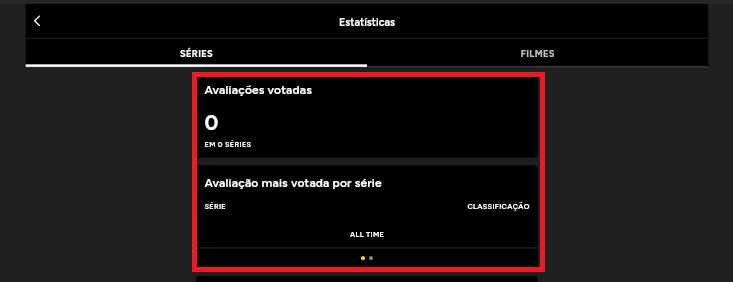 Estatísticas
SÉRIES FILMES
Avaliações votadas
0
EM 0 SÉRIES
Avaliação mais votada por série
SÉRIE CLASSIFICAÇÃO
ALL TIME